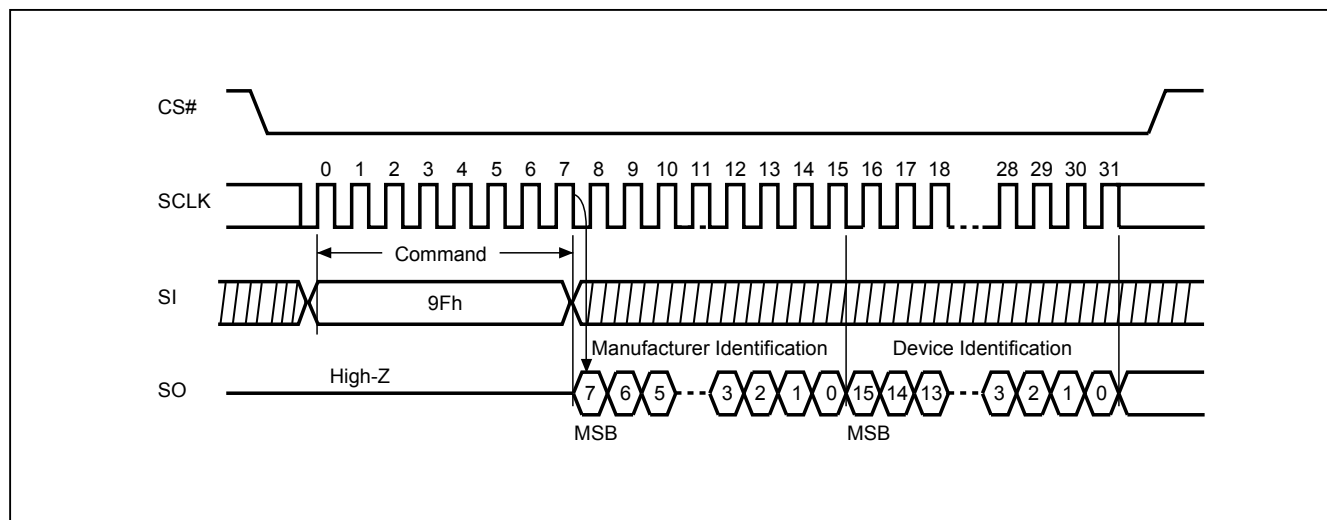 CS#
0 1 2 3 4 5 6 7 8 9 10 11 12 13 14 15 16 17 18 28 29 30 31
SCLK
Command
SI
9Fh
Manufacturer Identification Device Identification
High-Z
SO
7 6 5 3 2 1 0 15 14 13 3 2 1 0
MSB MSB